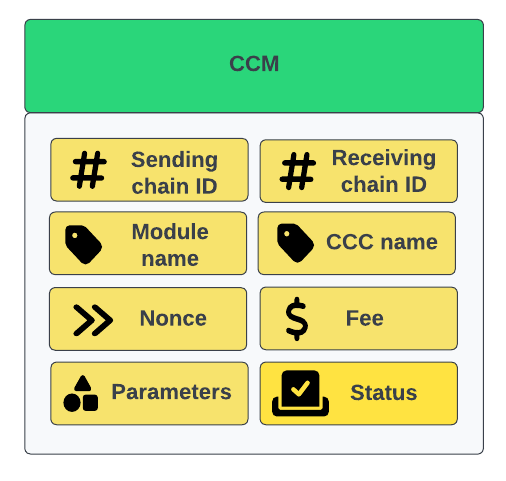 CCM
Sending
chain ID
Receiving
chain ID
Module
name
CCC name
Nonce
Fee
Parameters
Status